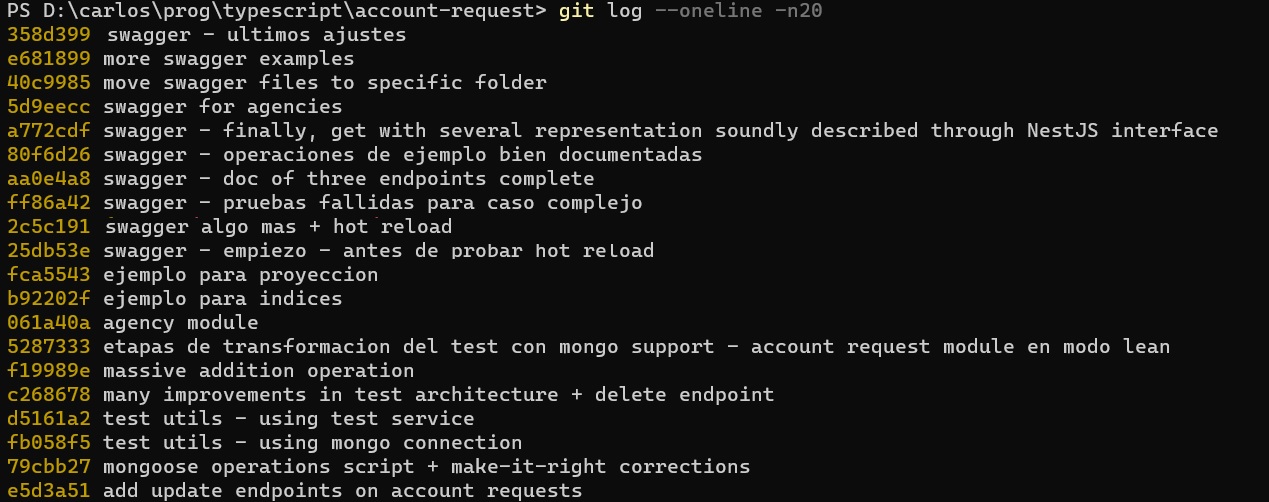 PS D:\carlos\prog\typescript\account-request> git log --oneline -n20
358d399 swagger - ultimos ajustes
e681899 more swagger examples
40c9985 move swagger files to specific folder
5d9eecc swagger for agencies
a772cdf swagger - finally, get with several representation soundly described through NestJS interface
80f6d26 swagger - operaciones de ejemplo bien documentadas
aa0e4a8 swagger - doc of three endpoints complete
ff86a42 swagger - pruebas fallidas para caso complejo
2c5c191 swagger algo mas + hot reload
25db53e swagger - empiezo - antes de probar hot reload
fca5543 ejemplo para proyeccion
b92202f ejemplo para indices
061a40a agency module
5287333 etapas de transformacion del test con mongo support - account request module en modo lean
f19989e massive addition operation
c268678 many improvements in test architecture + delete endpoint
d5161a2 test utils - using test service
fb058f5 test utils - using mongo connection
79cbb27 mongoose operations script + make-it-right corrections
e5d3a51 add update endpoints on account requests